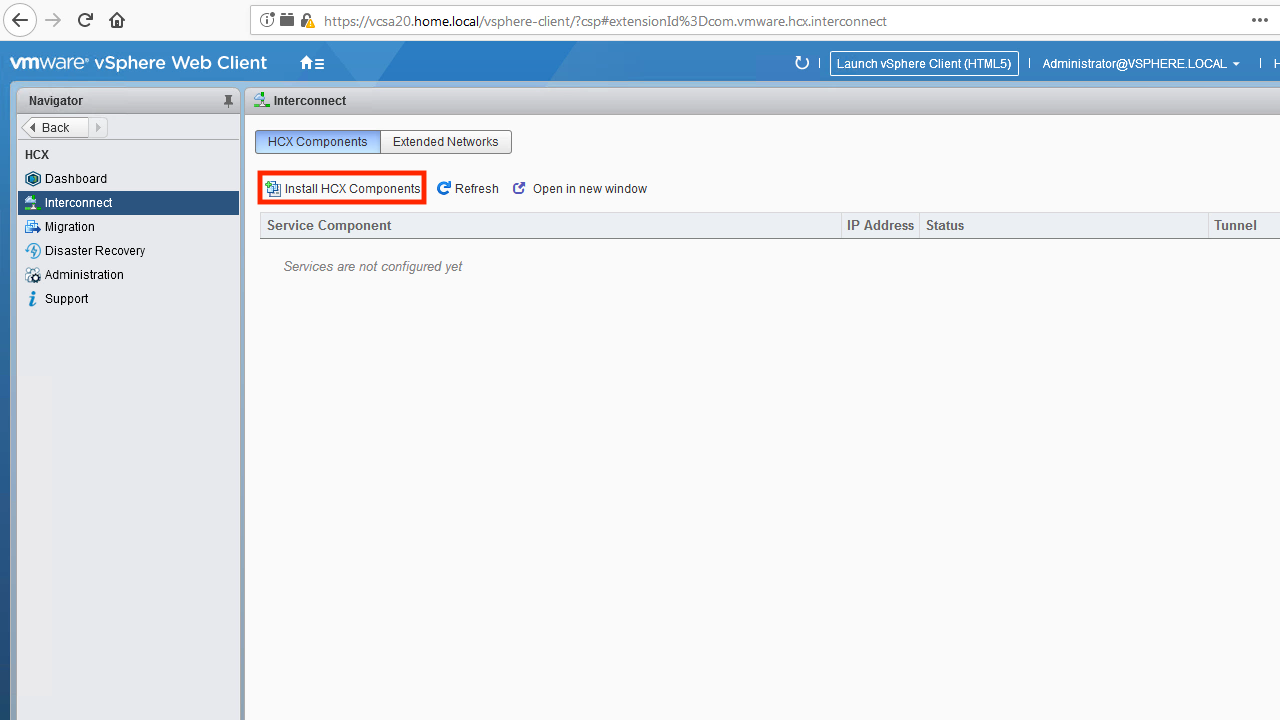 https://vcsa20.home.local/vsphere-client/?csp#extensionId%3Dcom.vmware.hcx.interconnect
vmware® vSphere Web Client
Launch vSphere Client (HTML5)
Administrator@VSPHERE.LOCAL
H
Navigator
Interconnect
Back
HCX Components
Extended Networks
HCX
Dashboard
Interconnect
Migration
Disaster Recovery
Administration
Support
Install HCX Components
Refresh
Open in new window
Service Component
IP Address
Status
Tunnel
Services are not configured yet